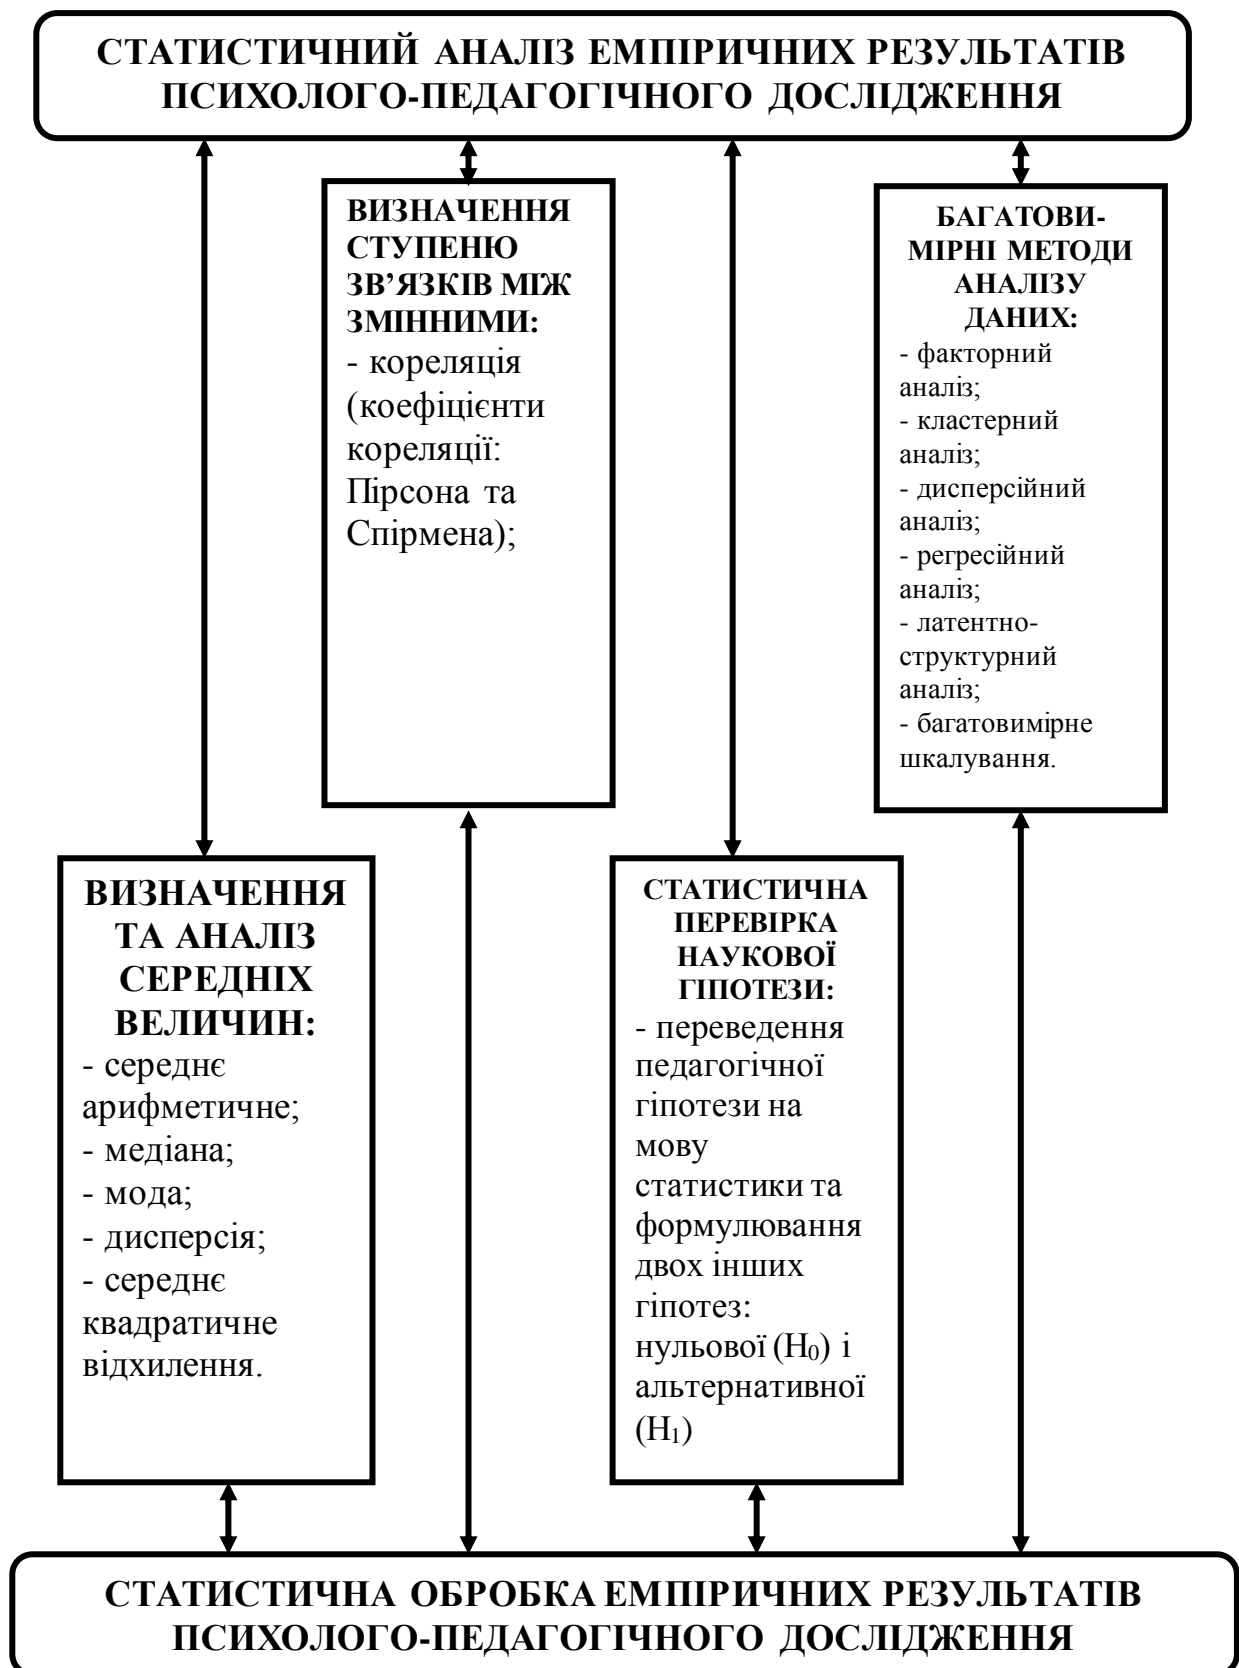 СТАТИСТИЧНИЙ АНАЛІЗ ЕМПІРИЧНИХ РЕЗУЛЬТАТІВ
ПСИХОЛОГО-ПЕДАГОГІЧНОГО ДОСЛІДЖЕННЯ
ВИЗНАЧЕННЯ
СТУПЕНЮ
ЗВ’ЯЗКІВ МІЖ
ЗМІННИМИ:
- кореляція
(коефіцієнти
кореляції:
Пірсона та
Спірмена);
БАГАТОВИ-
МІРНІ МЕТОДИ
АНАЛІЗУ
ДАНИХ:
- факторний
аналіз;
- кластерний
аналіз;
- дисперсійний
аналіз;
- регресійний
аналіз;
- латентно-
структурний
аналіз;
- багатовимірне
шкалування.
ВИЗНАЧЕННЯ
ТА АНАЛІЗ
СЕРЕДНІХ
ВЕЛИЧИН:
- середнє
арифметичне;
- медіана;
- мода;
- дисперсія;
- середнє
квадратичне
відхилення.
СТАТИСТИЧНА
ПЕРЕВІРКА
НАУКОВОЇ
ГІПОТЕЗИ:
- переведення
педагогічної
гіпотези на
мову
статистики та
формулювання
двох інших
гіпотез:
нульової (H₀) і
альтернативної
(H₁)
СТАТИСТИЧНА ОБРОБКА ЕМПІРИЧНИХ РЕЗУЛЬТАТІВ
ПСИХОЛОГО-ПЕДАГОГІЧНОГО ДОСЛІДЖЕННЯ